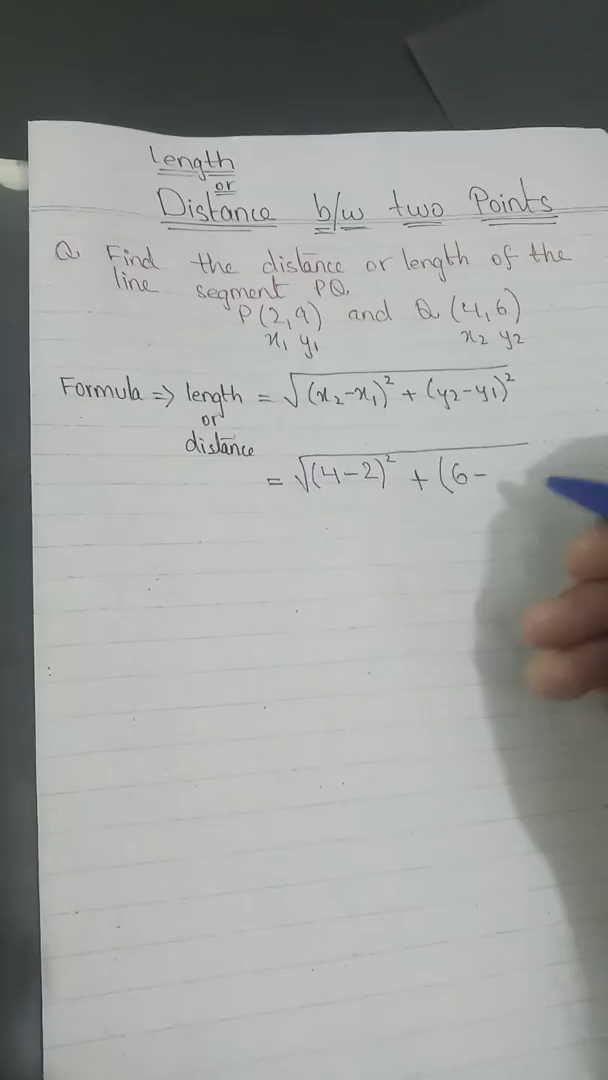 Length
or
Distance b/w two Points
Q Find the distance or length of the
line segment PQ.
P(2,9) and Q(4,6)
x₁ y₁ x₂ y₂
Formula => length = √(x₂-x₁)² + (y₂-y₁)²
or
distance
= √(4-2)² + (6-